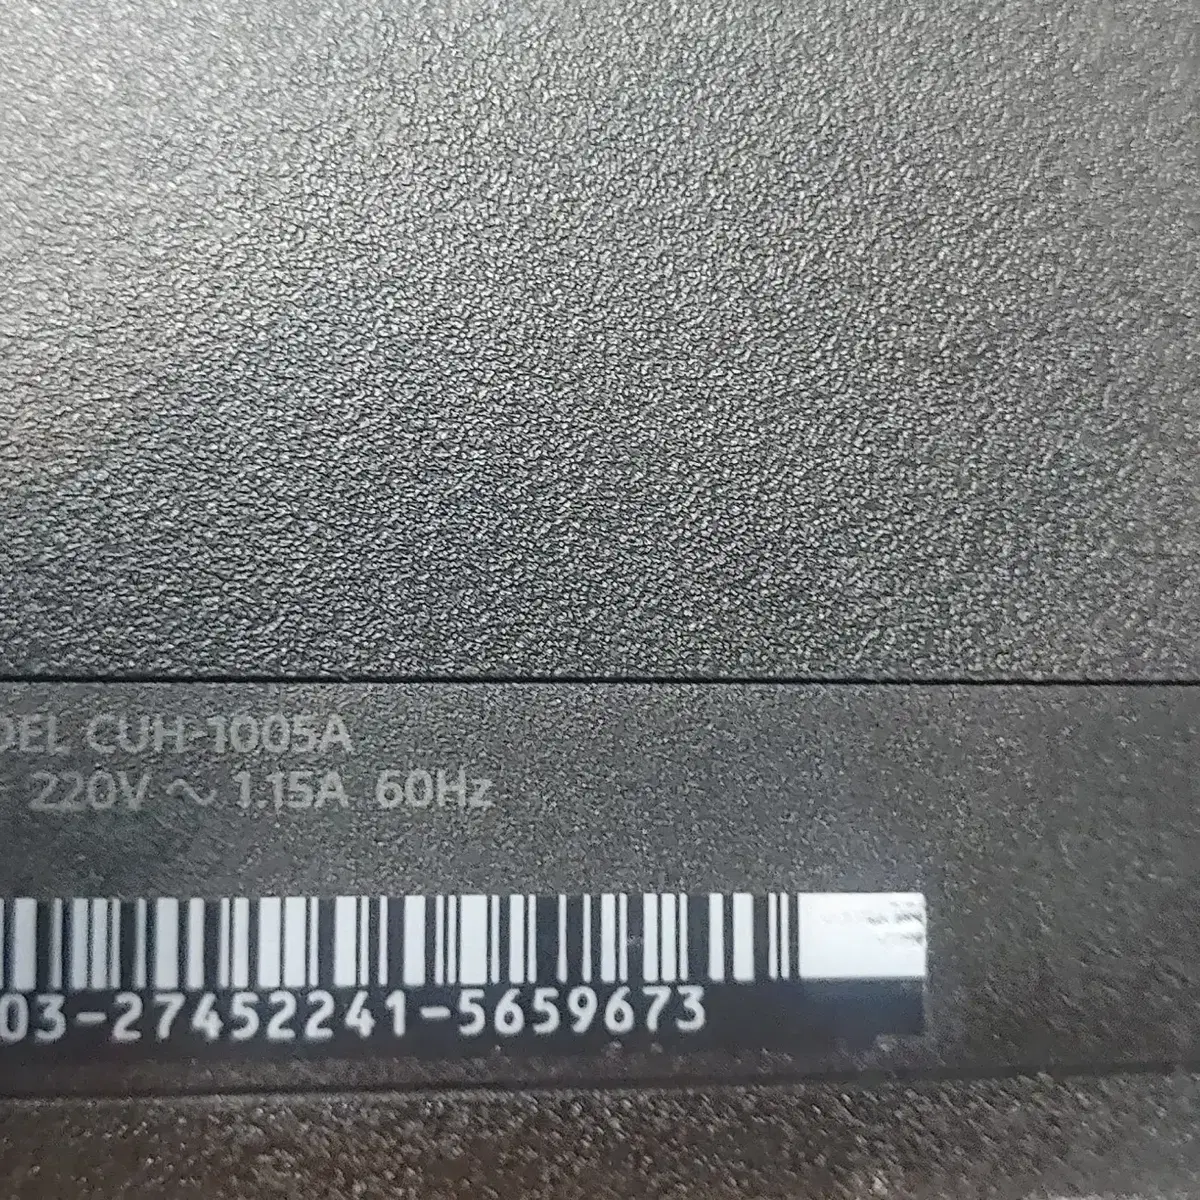 DEL CUH-1005A
220V ~ 1.15A 60Hz
03-27452241-5659673